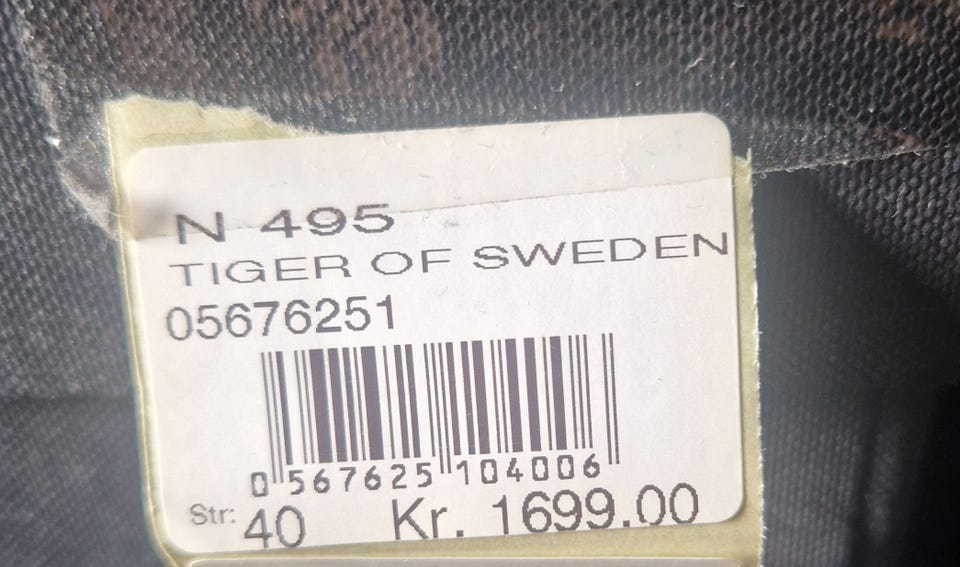 N 495
TIGER OF SWEDEN
05676251
0 567625 104006
Str: 40 Kr. 1699.00